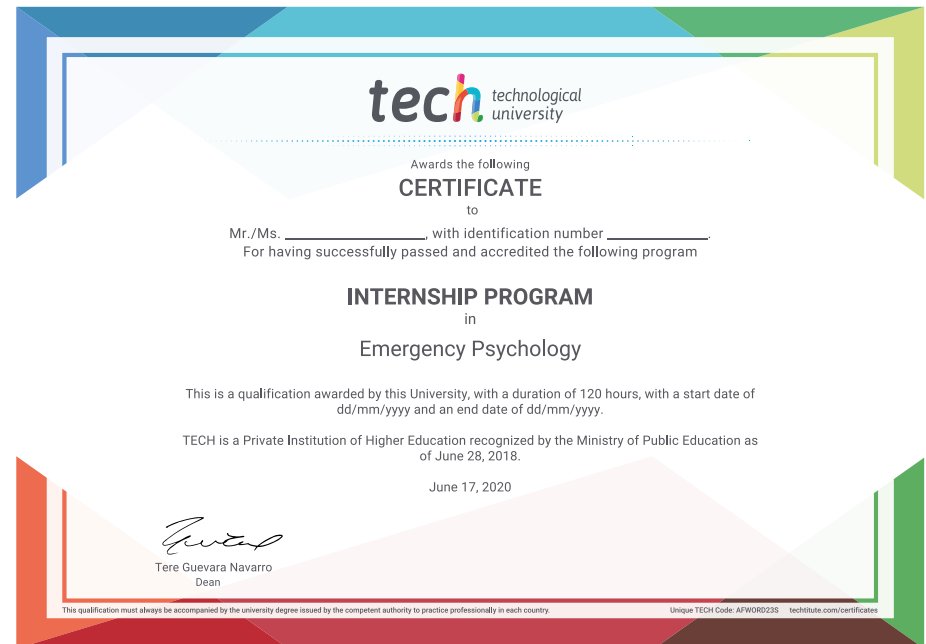 tech technological
university
Awards the following
CERTIFICATE
to
Mr./Ms. ____________________, with identification number ______________.
For having successfully passed and accredited the following program
INTERNSHIP PROGRAM
in
Emergency Psychology
This is a qualification awarded by this University, with a duration of 120 hours, with a start date of
dd/mm/yyyy and an end date of dd/mm/yyyy.
TECH is a Private Institution of Higher Education recognized by the Ministry of Public Education as
of June 28, 2018.
June 17, 2020
Tere Guevara Navarro
Dean
This qualification must always be accompanied by the university degree issued by the competent authority to practice professionally in each country. Unique TECH Code: AFWORD23S techtitute.com/certificates